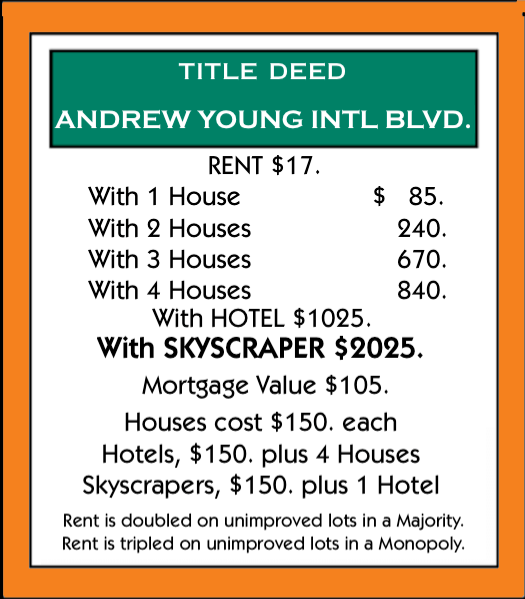 TITLE DEED
ANDREW YOUNG INTL BLVD.
RENT $17.
With 1 House $ 85.
With 2 Houses 240.
With 3 Houses 670.
With 4 Houses 840.
With HOTEL $1025.
With SKYSCRAPER $2025.
Mortgage Value $105.
Houses cost $150. each
Hotels, $150. plus 4 Houses
Skyscrapers, $150. plus 1 Hotel
Rent is doubled on unimproved lots in a Majority.
Rent is tripled on unimproved lots in a Monopoly.